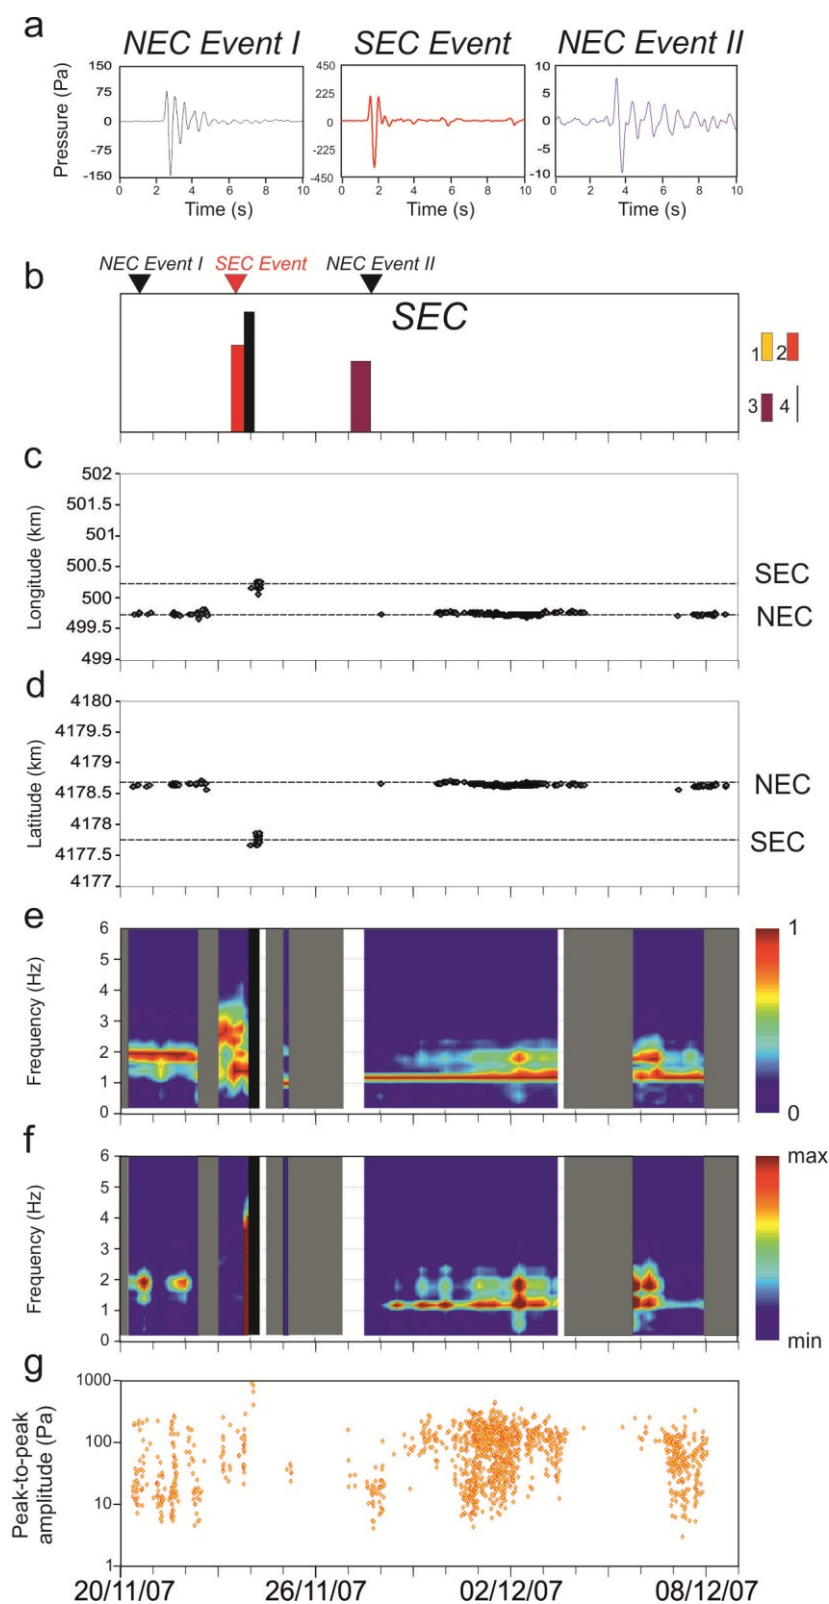 a
NEC Event I SEC Event NEC Event II
Pressure (Pa)
150
75
0
-75
-150
0 2 4 6 8 10
Time (s)
450
225
0
-225
-450
0 2 4 6 8 10
Time (s)
10
5
0
-5
-10
0 2 4 6 8 10
Time (s)
b
NEC Event I SEC Event NEC Event II
SEC
1 2
3 4
c
Longitude (km)
502
501.5
501
500.5
500
499.5
499
SEC
NEC
d
Latitude (km)
4180
4179.5
4179
4178.5
4178
4177.5
4177
NEC
SEC
e
Frequency (Hz)
6
5
4
3
2
1
0
1
0
f
Frequency (Hz)
6
5
4
3
2
1
0
max
min
g
Peak-to-peak
amplitude (Pa)
1000
100
10
1
20/11/07 26/11/07 02/12/07 08/12/07